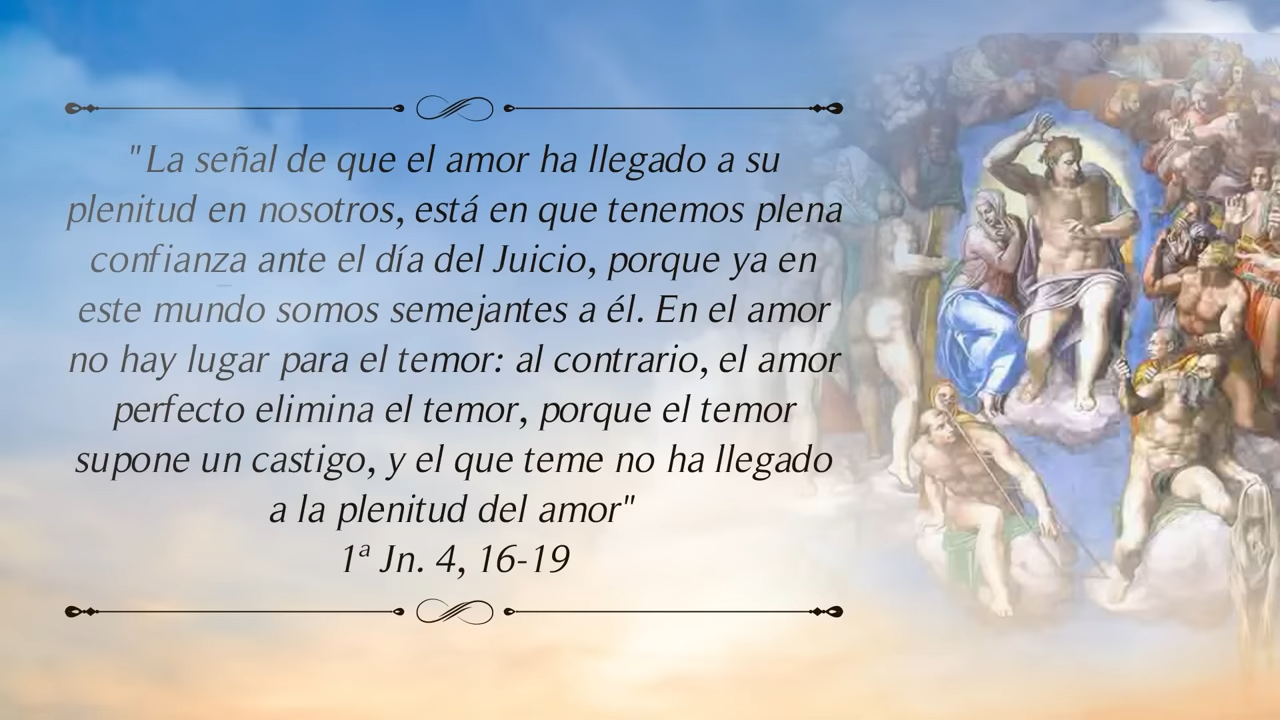 "La señal de que el amor ha llegado a su
plenitud en nosotros, está en que tenemos plena
confianza ante el día del Juicio, porque ya en
este mundo somos semejantes a él. En el amor
no hay lugar para el temor: al contrario, el amor
perfecto elimina el temor, porque el temor
supone un castigo, y el que teme no ha llegado
a la plenitud del amor"
1ª Jn. 4, 16-19